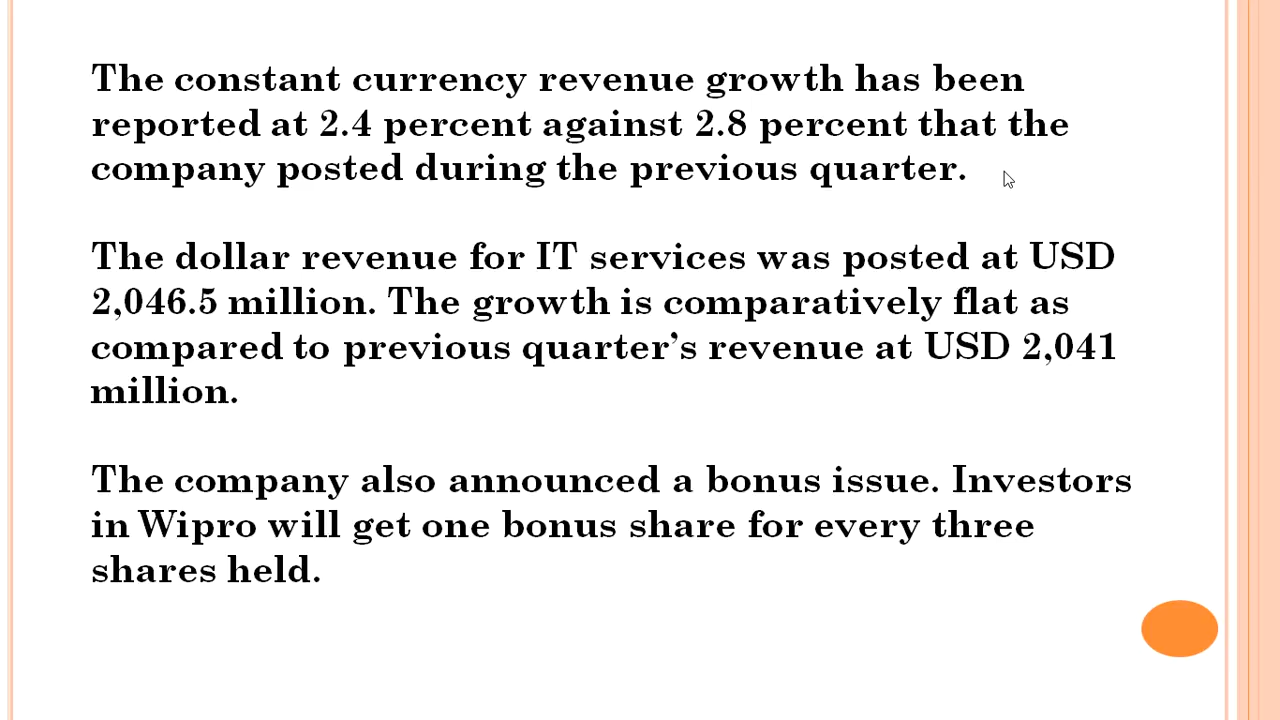 The constant currency revenue growth has been
reported at 2.4 percent against 2.8 percent that the
company posted during the previous quarter.
The dollar revenue for IT services was posted at USD
2,046.5 million. The growth is comparatively flat as
compared to previous quarter’s revenue at USD 2,041
million.
The company also announced a bonus issue. Investors
in Wipro will get one bonus share for every three
shares held.